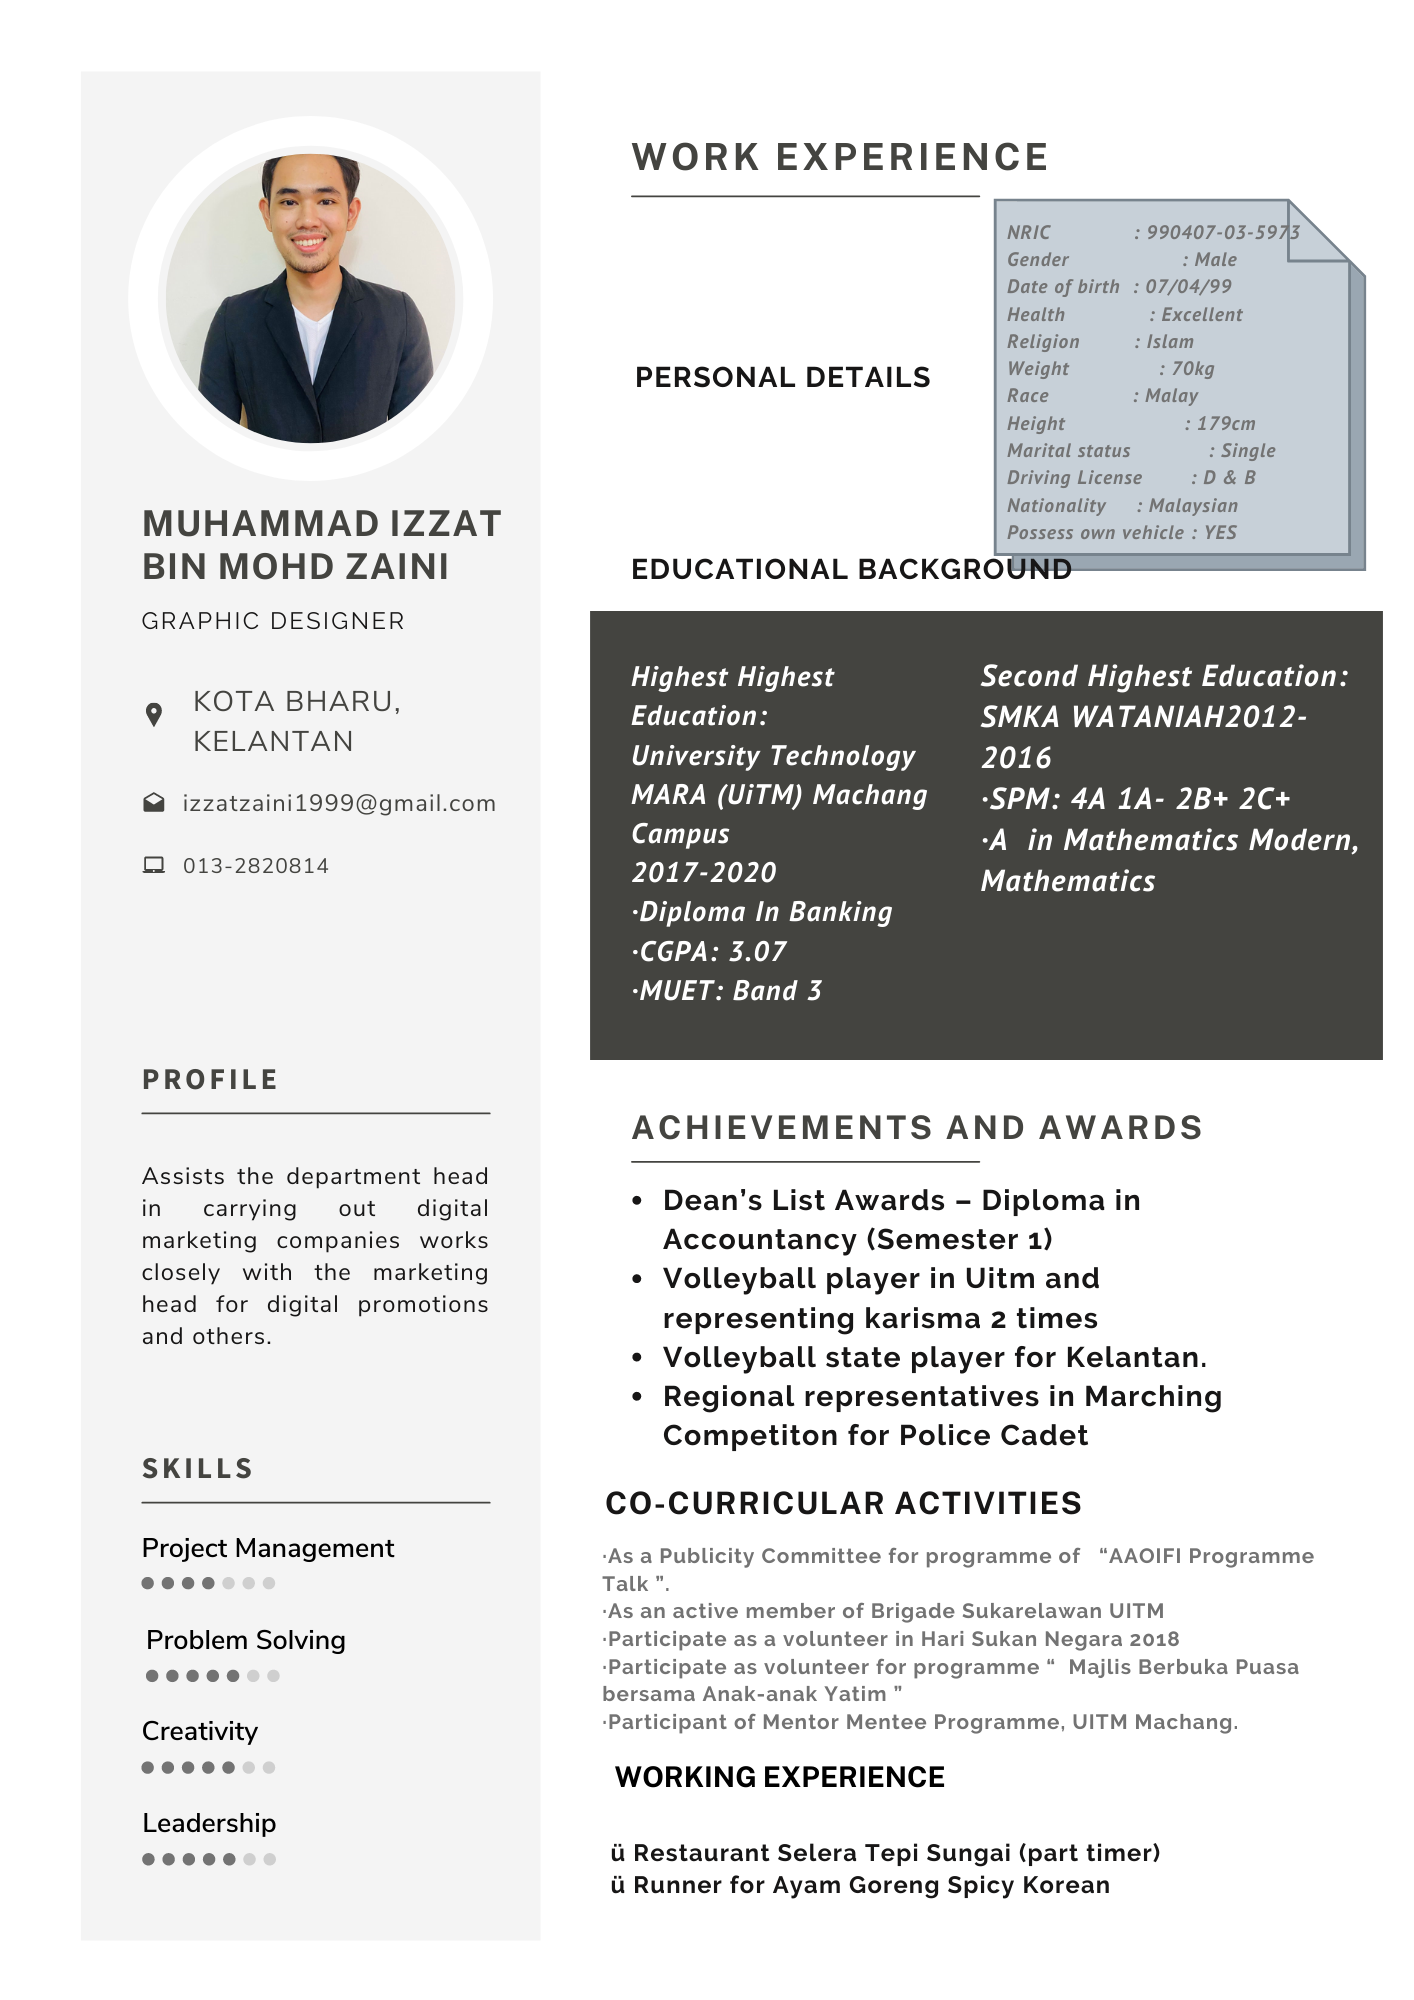 MUHAMMAD IZZAT
BIN MOHD ZAINI
GRAPHIC DESIGNER
KOTA BHARU,
KELANTAN
izzatzaini1999@gmail.com
013-2820814
PROFILE
Assists the department head
in carrying out digital
marketing companies works
closely with the marketing
head for digital promotions
and others.
SKILLS
Project Management
Problem Solving
Creativity
Leadership
WORK EXPERIENCE
PERSONAL DETAILS
NRIC : 990407-03-5973
Gender : Male
Date of birth : 07/04/99
Health : Excellent
Religion : Islam
Weight : 70kg
Race : Malay
Height : 179cm
Marital status : Single
Driving License : D & B
Nationality : Malaysian
Possess own vehicle : YES
EDUCATIONAL BACKGROUND
Highest Highest
Education:
University Technology
MARA (UiTM) Machang
Campus
2017-2020
·Diploma In Banking
·CGPA: 3.07
·MUET: Band 3
Second Highest Education:
SMKA WATANIAH2012-
2016
·SPM: 4A 1A- 2B+ 2C+
·A in Mathematics Modern,
Mathematics
ACHIEVEMENTS AND AWARDS
• Dean’s List Awards – Diploma in
Accountancy (Semester 1)
• Volleyball player in Uitm and
representing karisma 2 times
• Volleyball state player for Kelantan.
• Regional representatives in Marching
Competiton for Police Cadet
CO-CURRICULAR ACTIVITIES
·As a Publicity Committee for programme of “AAOIFI Programme
Talk ”.
·As an active member of Brigade Sukarelawan UITM
·Participate as a volunteer in Hari Sukan Negara 2018
·Participate as volunteer for programme “ Majlis Berbuka Puasa
bersama Anak-anak Yatim ”
·Participant of Mentor Mentee Programme, UITM Machang.
WORKING EXPERIENCE
ü Restaurant Selera Tepi Sungai (part timer)
ü Runner for Ayam Goreng Spicy Korean